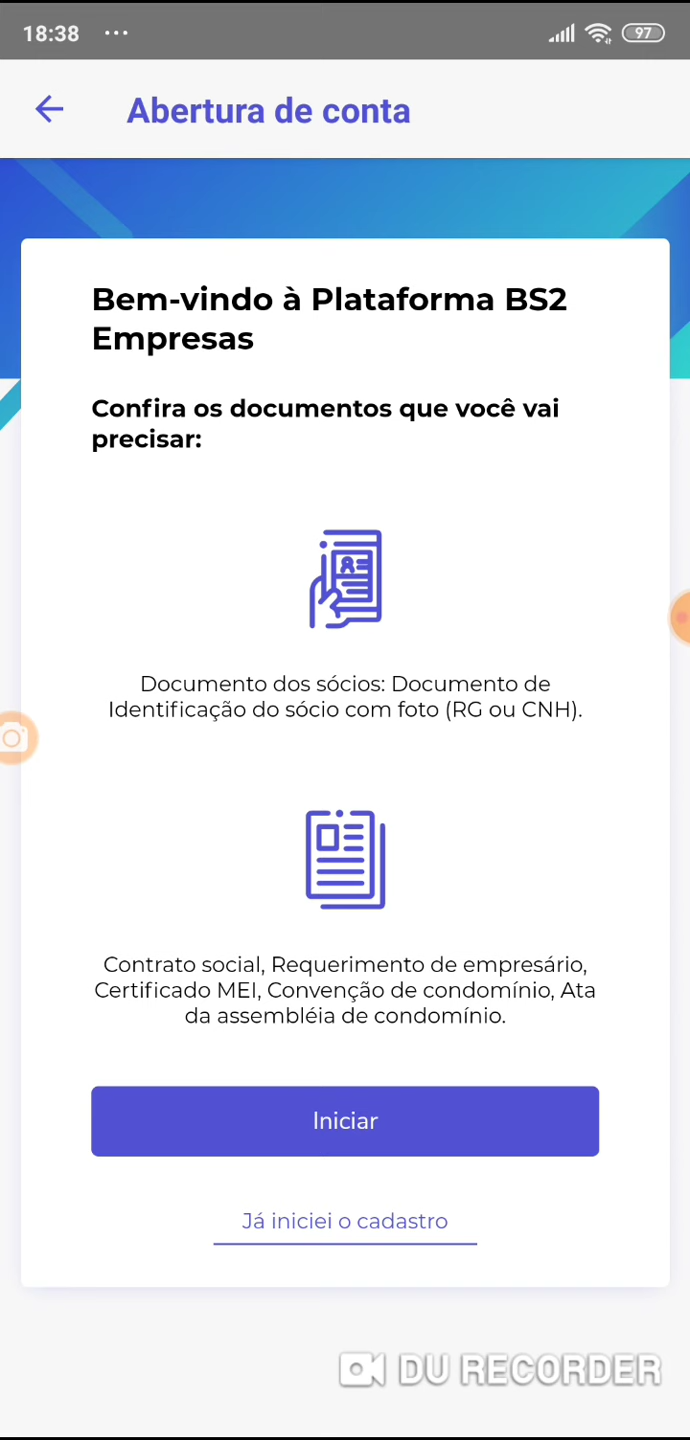 18:38 ...
97
Abertura de conta
Bem-vindo à Plataforma BS2
Empresas
Confira os documentos que você vai
precisar:
Documento dos sócios: Documento de
Identificação do sócio com foto (RG ou CNH).
Contrato social, Requerimento de empresário,
Certificado MEI, Convenção de condomínio, Ata
da assembléia de condomínio.
Iniciar
Já iniciei o cadastro
DU RECORDER